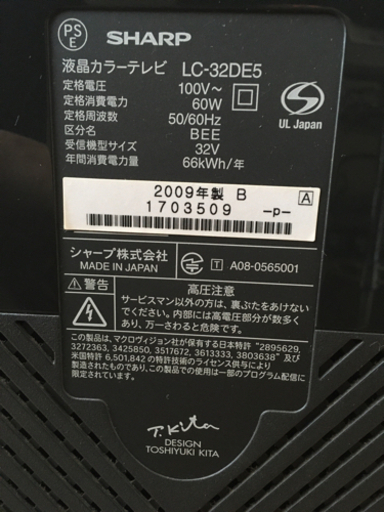 PS
E
SHARP
液晶カラーテレビ LC-32DE5
定格電圧 100V～
定格消費電力 60W
定格周波数 50/60Hz
区分名 BEE
受信機型サイズ 32V
年間消費電力量 66kWh/年
S
UL Japan
2009年製 B
A
1703509 -p-
シャープ株式会社
MADE IN JAPAN
T A08-0565001
⚠警告 高圧注意
サービスマン以外の方は、裏ぶたをあけない
でください。内部には高電圧部分が数多く
あり、万一さわると危険です。
この製品は、マクロヴィジョン社が保有する日本特許 "2895629,
3272363, 3425850, 3517672, 3613333, 3803638" 及び
米国特許 6,501,842 の特許技術のライセンス供与により
製造されています。この製品での使用は一部のプログラム配信に
限定されています。
T. Kita
DESIGN
TOSHIYUKI KITA